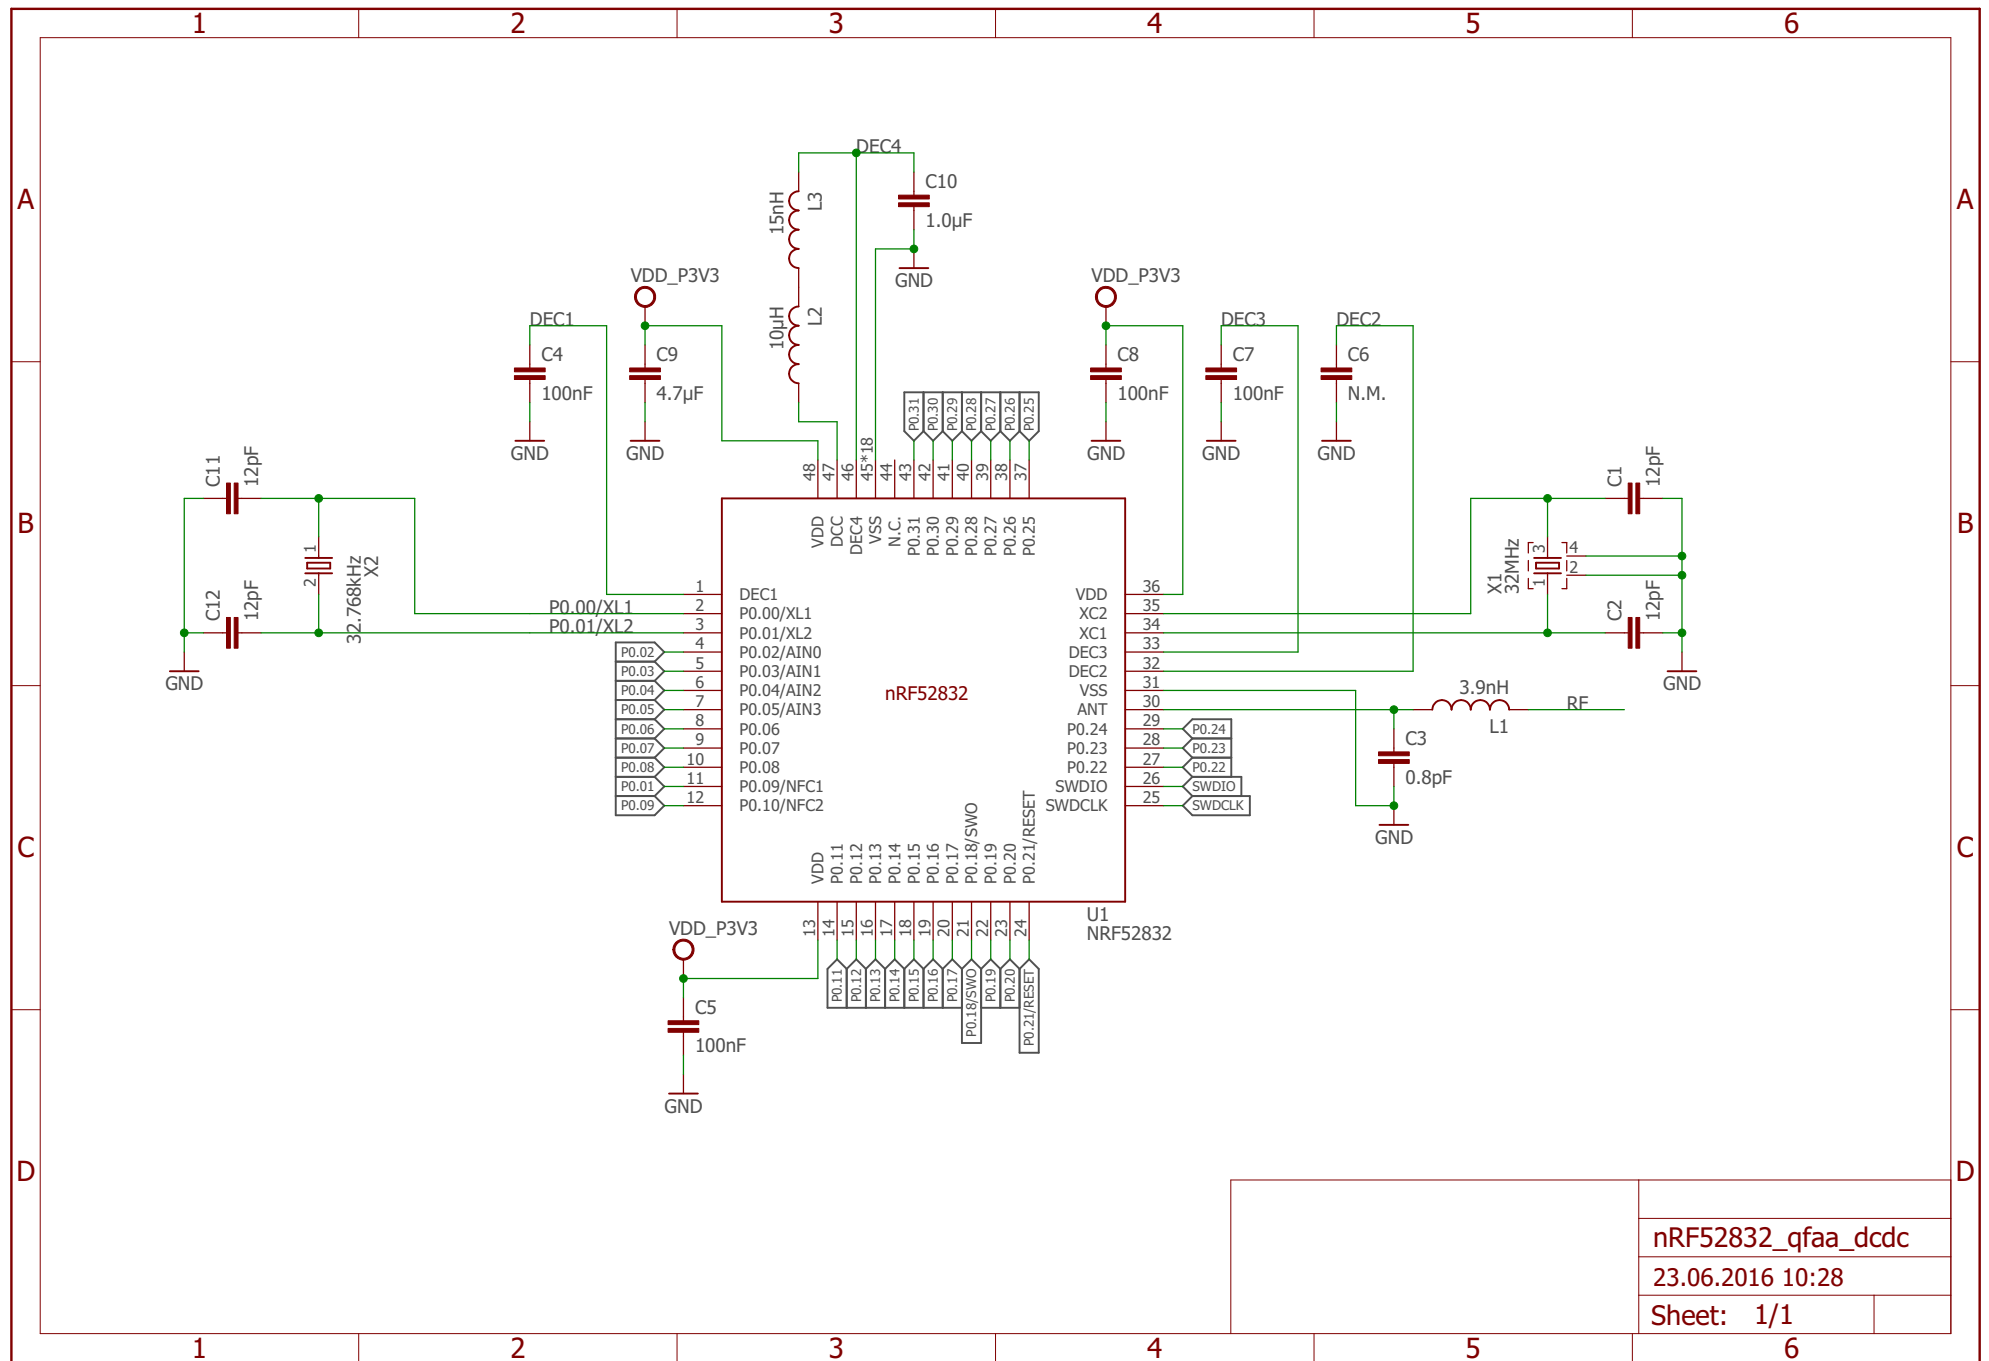 1 2 3 4 5 6
A A
DEC4
L3
15nH
C10
1.0µF
GND
VDD_P3V3
VDD_P3V3
L2
10µH
DEC1
DEC3
DEC2
C4
100nF
C9
4.7µF
C8
100nF
C7
100nF
C6
N.M.
GND
GND
GND
GND
GND
P0.31
P0.30
P0.29
P0.28
P0.27
P0.26
P0.25
48
47
46
45*18
44
43
42
41
40
39
38
37
B B
C11
12pF
C12
12pF
1
2
32.768kHz
X2
GND
C1
12pF
C2
12pF
X1
32MHz
3
1
4
2
GND
VDD
DCC
DEC4
VSS
N.C.
P0.31
P0.30
P0.29
P0.28
P0.27
P0.26
P0.25
P0.00/XL1
P0.01/XL2
1 DEC1
2 P0.00/XL1
3 P0.01/XL2
P0.02 4 P0.02/AIN0
P0.03 5 P0.03/AIN1
P0.04 6 P0.04/AIN2
P0.05 7 P0.05/AIN3
P0.06 8 P0.06
P0.07 9 P0.07
P0.08 10 P0.08
P0.01 11 P0.09/NFC1
P0.09 12 P0.10/NFC2
nRF52832
VDD 36
XC2 35
XC1 34
DEC3 33
DEC2 32
VSS 31
ANT 30
P0.24 29 P0.24
P0.23 28 P0.23
P0.22 27 P0.22
SWDIO 26 SWDIO
SWDCLK 25 SWDCLK
3.9nH
L1
RF
C3
0.8pF
GND
C C
VDD
P0.11
P0.12
P0.13
P0.14
P0.15
P0.16
P0.17
P0.18/SWO
P0.19
P0.20
P0.21/RESET
U1
NRF52832
13
14
15
16
17
18
19
20
21
22
23
24
P0.11
P0.12
P0.13
P0.14
P0.15
P0.16
P0.17
P0.18/SWO
P0.19
P0.20
P0.21/RESET
VDD_P3V3
C5
100nF
GND
D D
nRF52832_qfaa_dcdc
23.06.2016 10:28
Sheet: 1/1
1 2 3 4 5 6